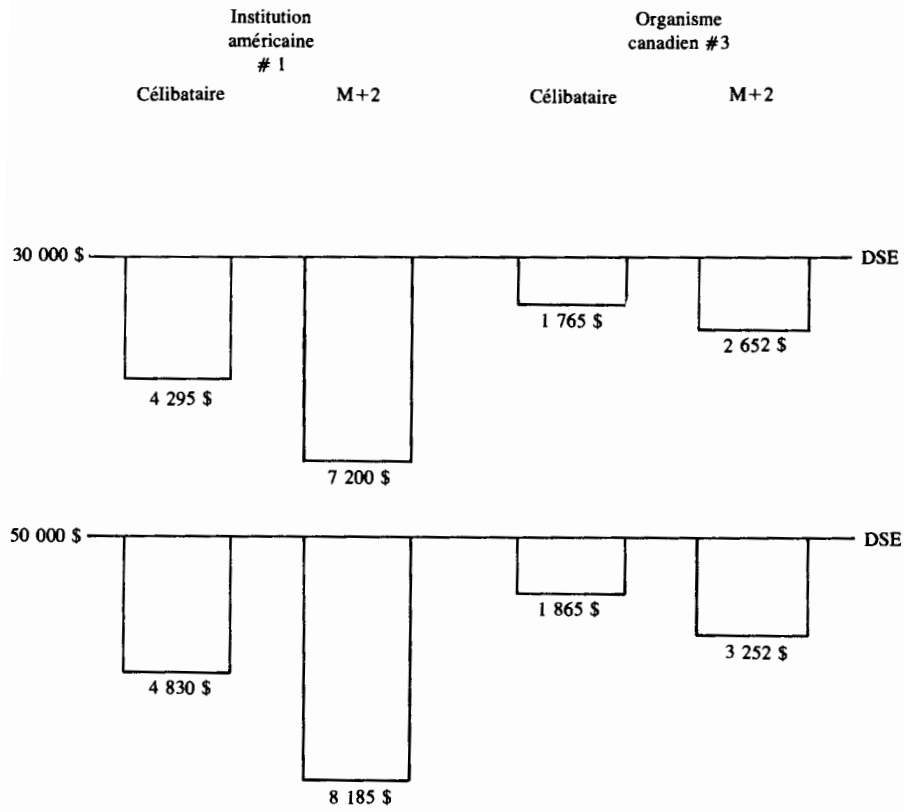 Institution
américaine
# 1
Organisme
canadien #3
Célibataire M+2 Célibataire M+2
30 000 $ DSE
1 765 $
2 652 $
4 295 $
7 200 $
50 000 $ DSE
1 865 $
3 252 $
4 830 $
8 185 $